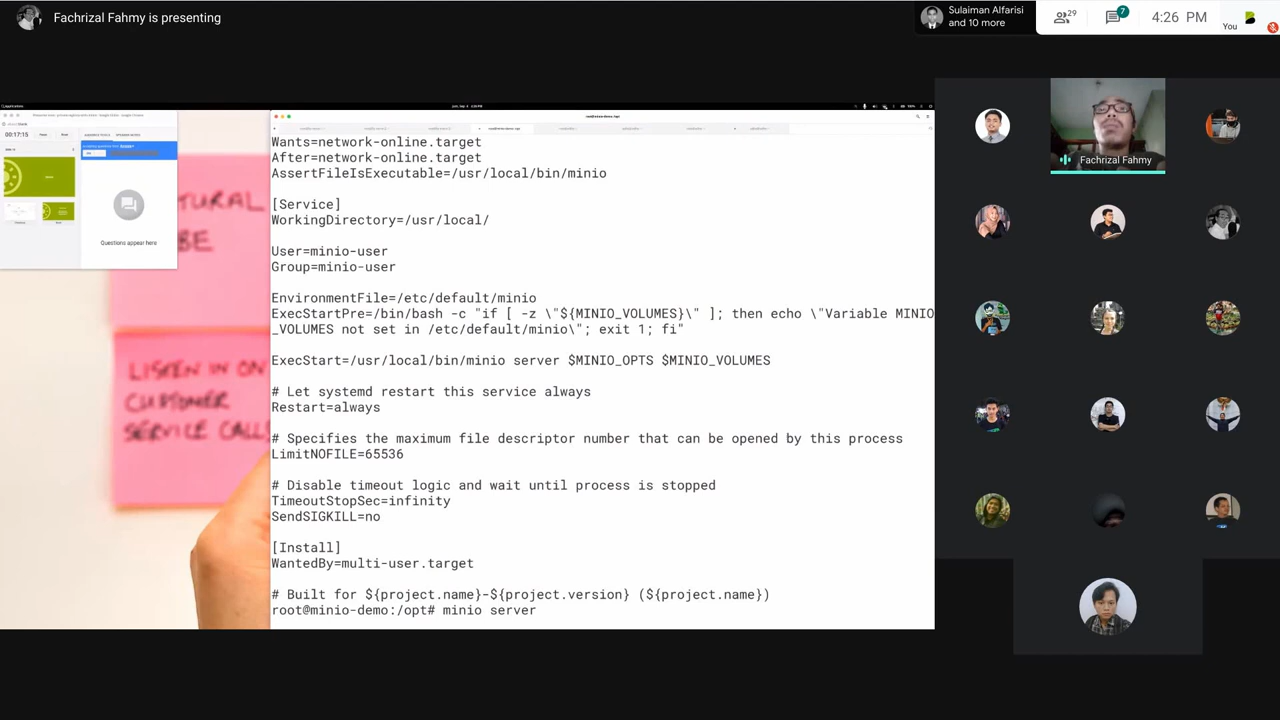 Fachrizal Fahmy is presenting
Sulaiman Alfarisi
and 10 more
29
7
4:26 PM
You
00:17:15
Questions appear here
TURAL
BE
LISTEN IN ON
CUSTOMER
SERVICE CALL
Wants=network-online.target
After=network-online.target
AssertFileIsExecutable=/usr/local/bin/minio
[Service]
WorkingDirectory=/usr/local/
User=minio-user
Group=minio-user
EnvironmentFile=/etc/default/minio
ExecStartPre=/bin/bash -c "if [ -z \"${MINIO_VOLUMES}\" ]; then echo \"Variable MINIO
_VOLUMES not set in /etc/default/minio\"; exit 1; fi"
ExecStart=/usr/local/bin/minio server $MINIO_OPTS $MINIO_VOLUMES
# Let systemd restart this service always
Restart=always
# Specifies the maximum file descriptor number that can be opened by this process
LimitNOFILE=65536
# Disable timeout logic and wait until process is stopped
TimeoutStopSec=infinity
SendSIGKILL=no
[Install]
WantedBy=multi-user.target
# Built for ${project.name}-${project.version} (${project.name})
root@minio-demo:/opt# minio server
Fachrizal Fahmy